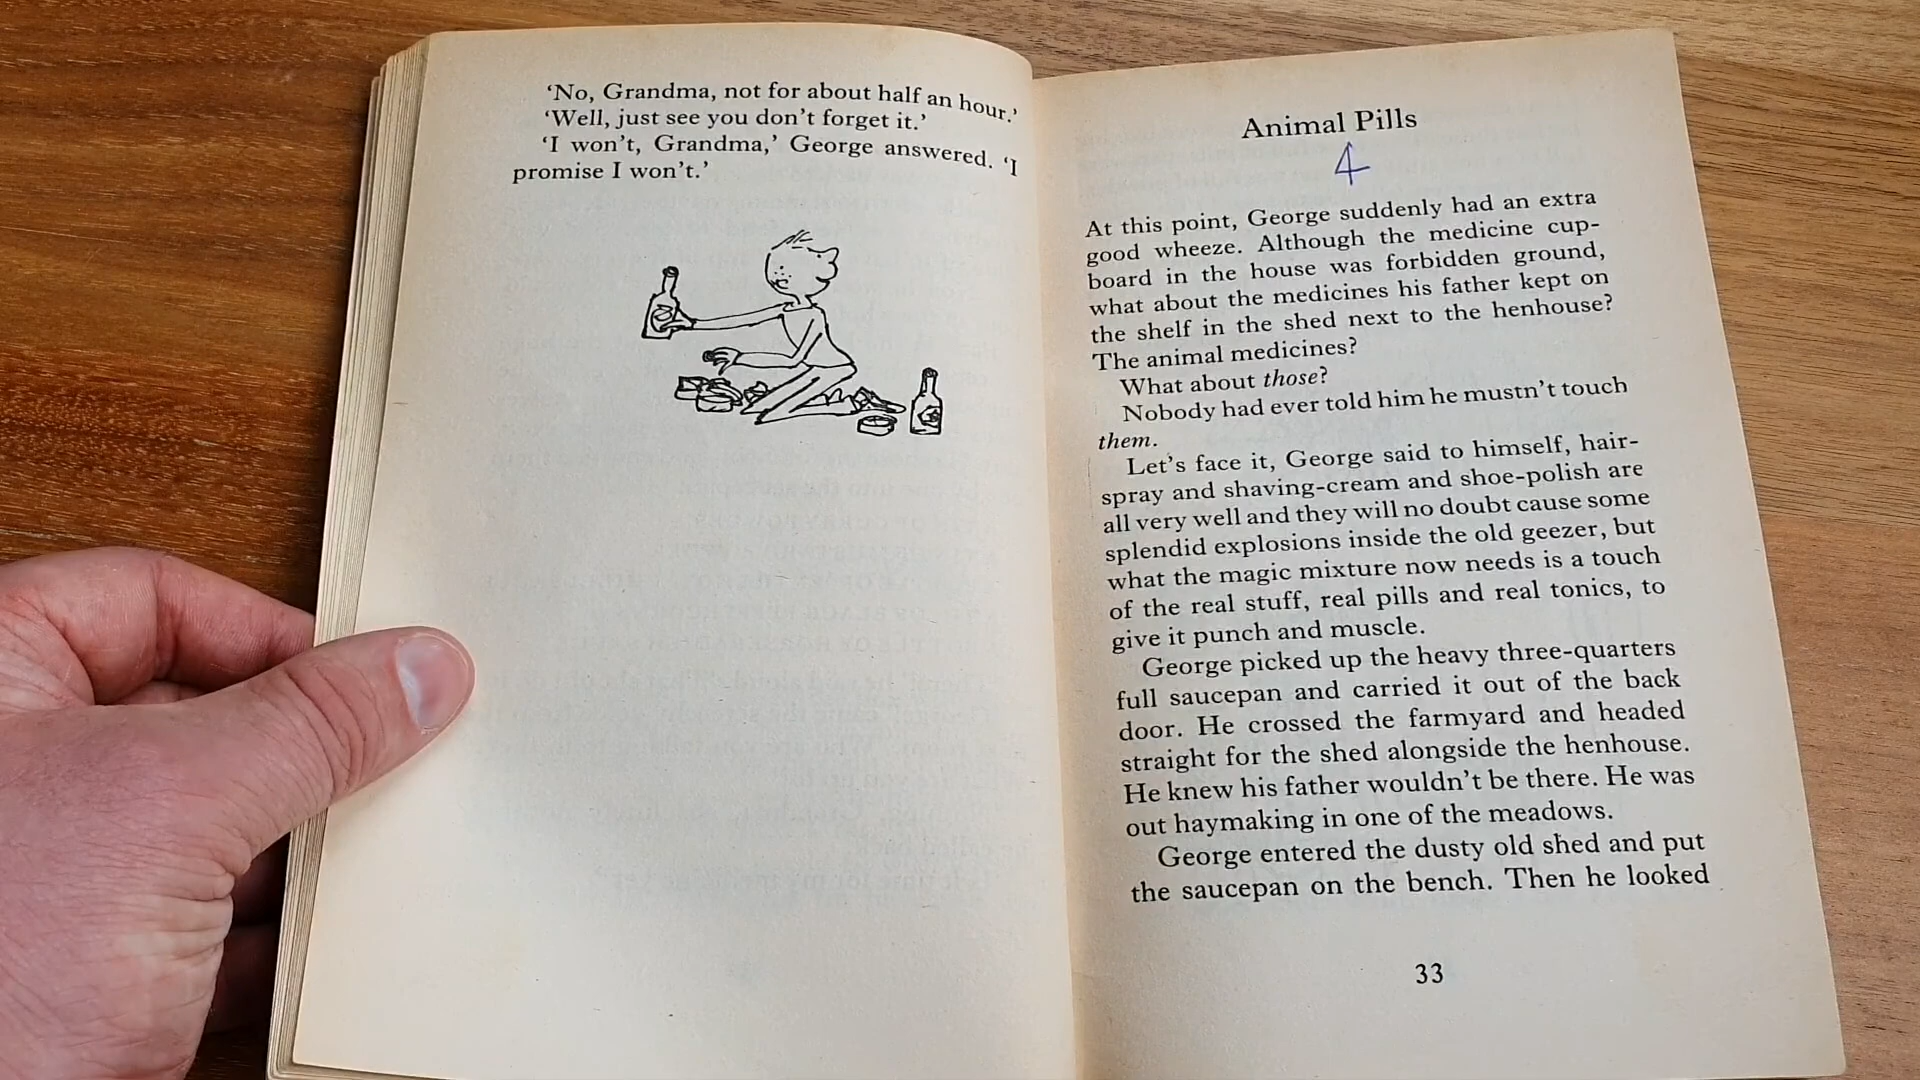 ‘No, Grandma, not for about half an hour.’
‘Well, just see you don’t forget it.’
‘I won’t, Grandma,’ George answered. ‘I
promise I won’t.’
Animal Pills
4
At this point, George suddenly had an extra
good wheeze. Although the medicine cup-
board in the house was forbidden ground,
what about the medicines his father kept on
the shelf in the shed next to the henhouse?
The animal medicines?
What about those?
Nobody had ever told him he mustn’t touch
them.
Let’s face it, George said to himself, hair-
spray and shaving-cream and shoe-polish are
all very well and they will no doubt cause some
splendid explosions inside the old geezer, but
what the magic mixture now needs is a touch
of the real stuff, real pills and real tonics, to
give it punch and muscle.
George picked up the heavy three-quarters
full saucepan and carried it out of the back
door. He crossed the farmyard and headed
straight for the shed alongside the henhouse.
He knew his father wouldn’t be there. He was
out haymaking in one of the meadows.
George entered the dusty old shed and put
the saucepan on the bench. Then he looked
33